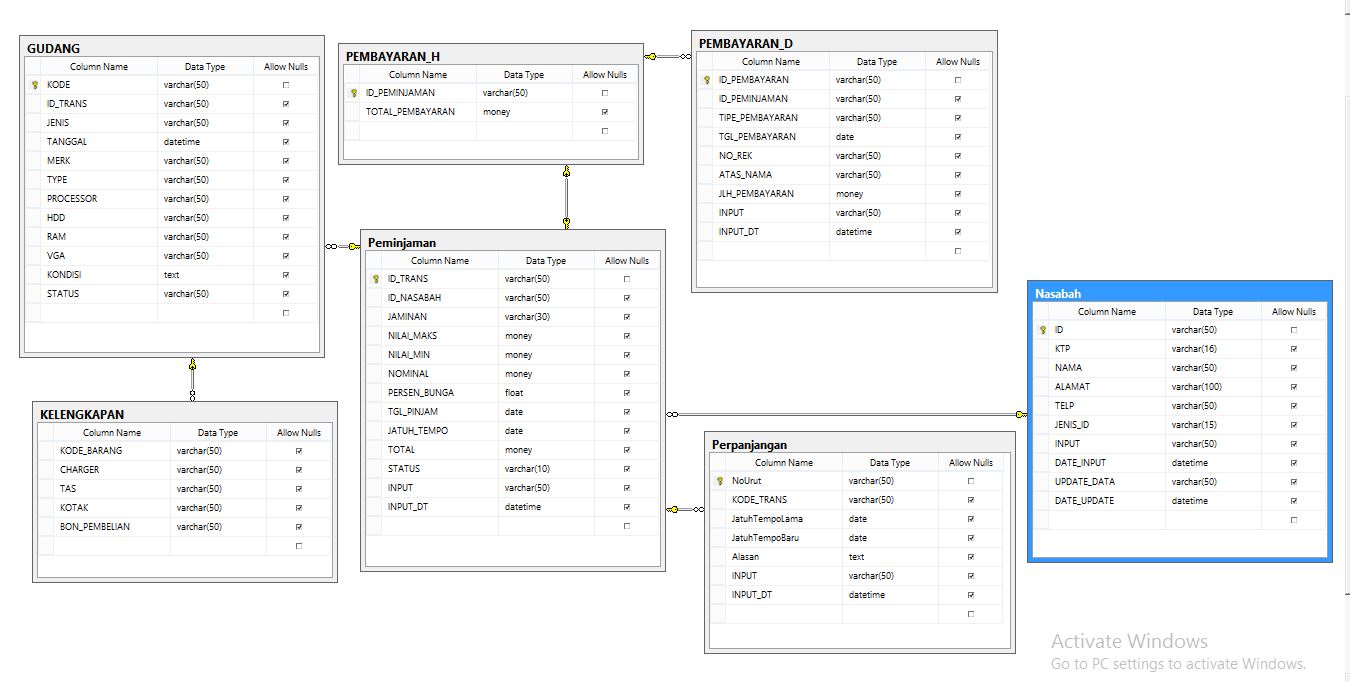 GUDANG
Column Name Data Type Allow Nulls
KODE varchar(50)
ID_TRANS varchar(50)
JENIS varchar(50)
TANGGAL datetime
MERK varchar(50)
TYPE varchar(50)
PROCESSOR varchar(50)
HDD varchar(50)
RAM varchar(50)
VGA varchar(50)
KONDISI text
STATUS varchar(50)
PEMBAYARAN_H
Column Name Data Type Allow Nulls
ID_PEMINJAMAN varchar(50)
TOTAL_PEMBAYARAN money
PEMBAYARAN_D
Column Name Data Type Allow Nulls
ID_PEMBAYARAN varchar(50)
ID_PEMINJAMAN varchar(50)
TIPE_PEMBAYARAN varchar(50)
TGL_PEMBAYARAN date
NO_REK varchar(50)
ATAS_NAMA varchar(50)
JLH_PEMBAYARAN money
INPUT varchar(50)
INPUT_DT datetime
Peminjaman
Column Name Data Type Allow Nulls
ID_TRANS varchar(50)
ID_NASABAH varchar(50)
JAMINAN varchar(30)
NILAI_MAKS money
NILAI_MIN money
NOMINAL money
PERSEN_BUNGA float
TGL_PINJAM date
JATUH_TEMPO date
TOTAL money
STATUS varchar(10)
INPUT varchar(50)
INPUT_DT datetime
Nasabah
Column Name Data Type Allow Nulls
ID varchar(50)
KTP varchar(16)
NAMA varchar(50)
ALAMAT varchar(100)
TELP varchar(50)
JENIS_ID varchar(15)
INPUT varchar(50)
DATE_INPUT datetime
UPDATE_DATA varchar(50)
DATE_UPDATE datetime
KELENGKAPAN
Column Name Data Type Allow Nulls
KODE_BARANG varchar(50)
CHARGER varchar(50)
TAS varchar(50)
KOTAK varchar(50)
BON_PEMBELIAN varchar(50)
Perpanjangan
Column Name Data Type Allow Nulls
NoUrut varchar(50)
KODE_TRANS varchar(50)
JatuhTempoLama date
JatuhTempoBaru date
Alasan text
INPUT varchar(50)
INPUT_DT datetime
Activate Windows
Go to PC settings to activate Windows.